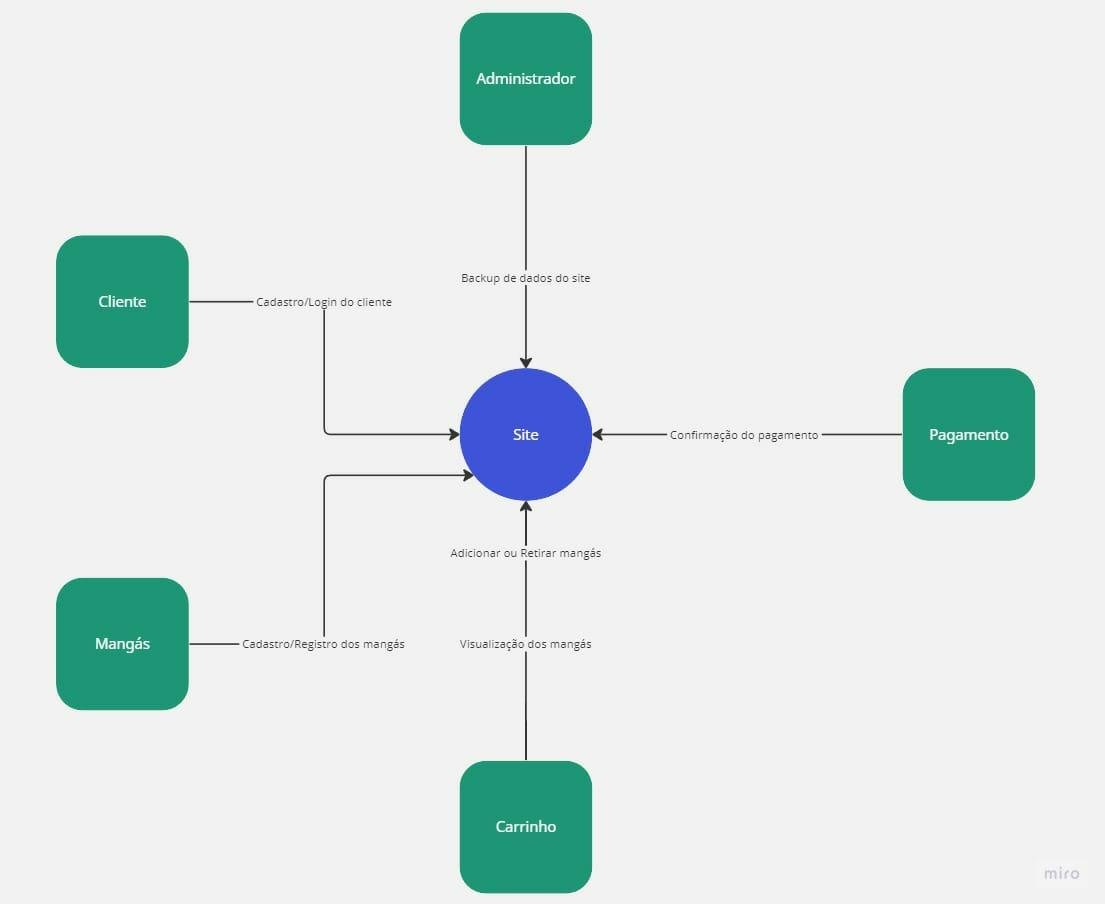 Administrador
Backup de dados do site
Cliente
Cadastro/Login do cliente
Site
Confirmação do pagamento
Pagamento
Adicionar ou Retirar mangás
Mangás
Cadastro/Registro dos mangás
Visualização dos mangás
Carrinho
miro